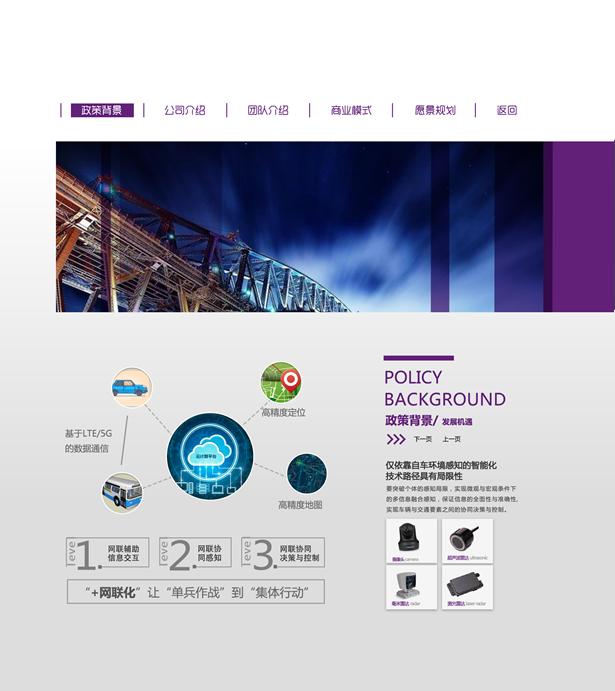 政策背景 公司介绍 团队介绍 商业模式 愿景规划 返回
高精度定位
基于LTE/5G
的数据通信
云计算平台
高精度地图
leve 1. 网联辅助
信息交互
leve 2. 网联协
同感知
leve 3. 网联协同
决策与控制
“+网联化”让“单兵作战”到“集体行动”
POLICY
BACKGROUND
政策背景/ 发展机遇
下一页 上一页
仅依靠自车环境感知的智能化
技术路径具有局限性
要突破个体的感知局限，实现微观与宏观条件下
的多信息融合感知，保证信息的全面性与准确性，
实现车辆与交通要素之间的协同决策与控制。
摄像头 camera
超声波雷达 ultrasonic
毫米雷达 radar
激光雷达 laser radar